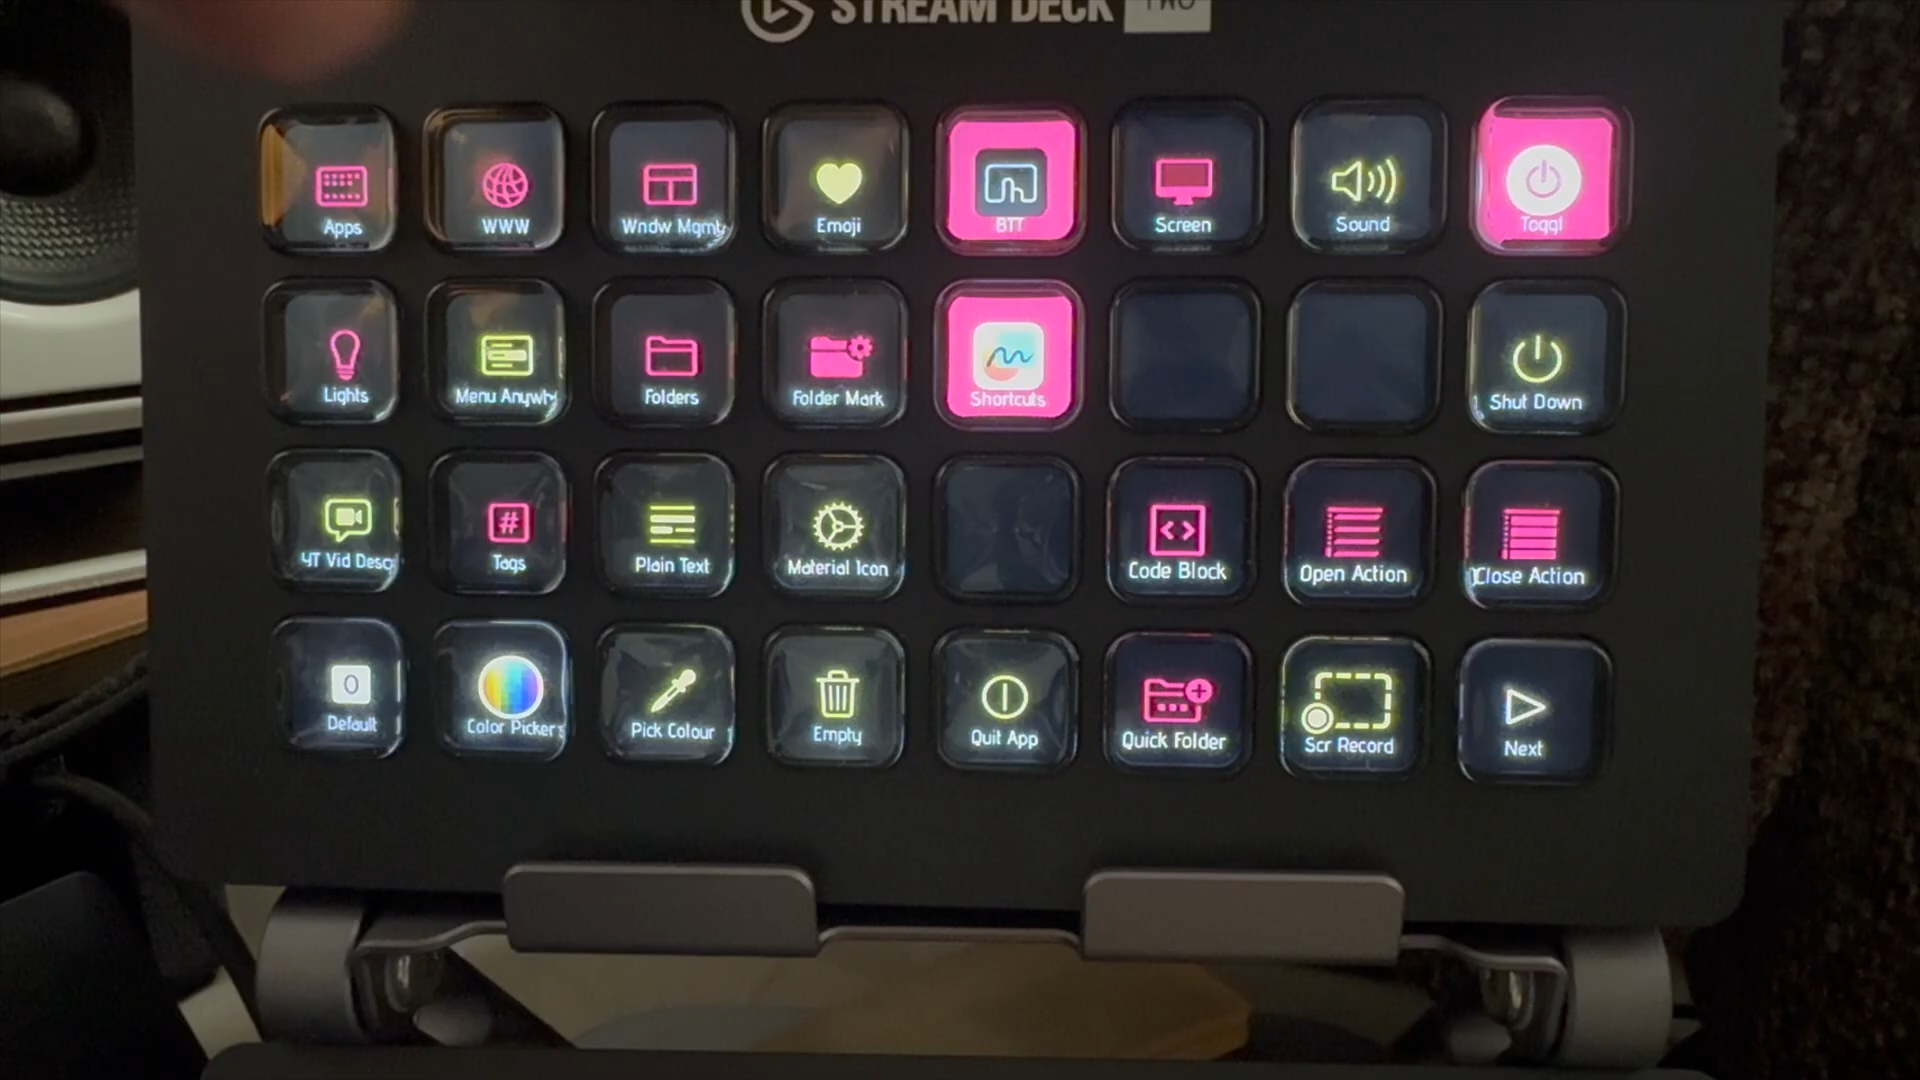 STREAM DECK
Apps
WWW
Wndw Mgmt
Emoji
BTT
Screen
Sound
Toggl
Lights
Menu Anywh
Folders
Folder Mark
Shortcuts
Shut Down
YT Vid Desc
#
Tags
Plain Text
Material Icon
Code Block
Open Action
Close Action
0
Default
Color Picker
Pick Colour
Empty
Quit App
Quick Folder
Scr Record
Next